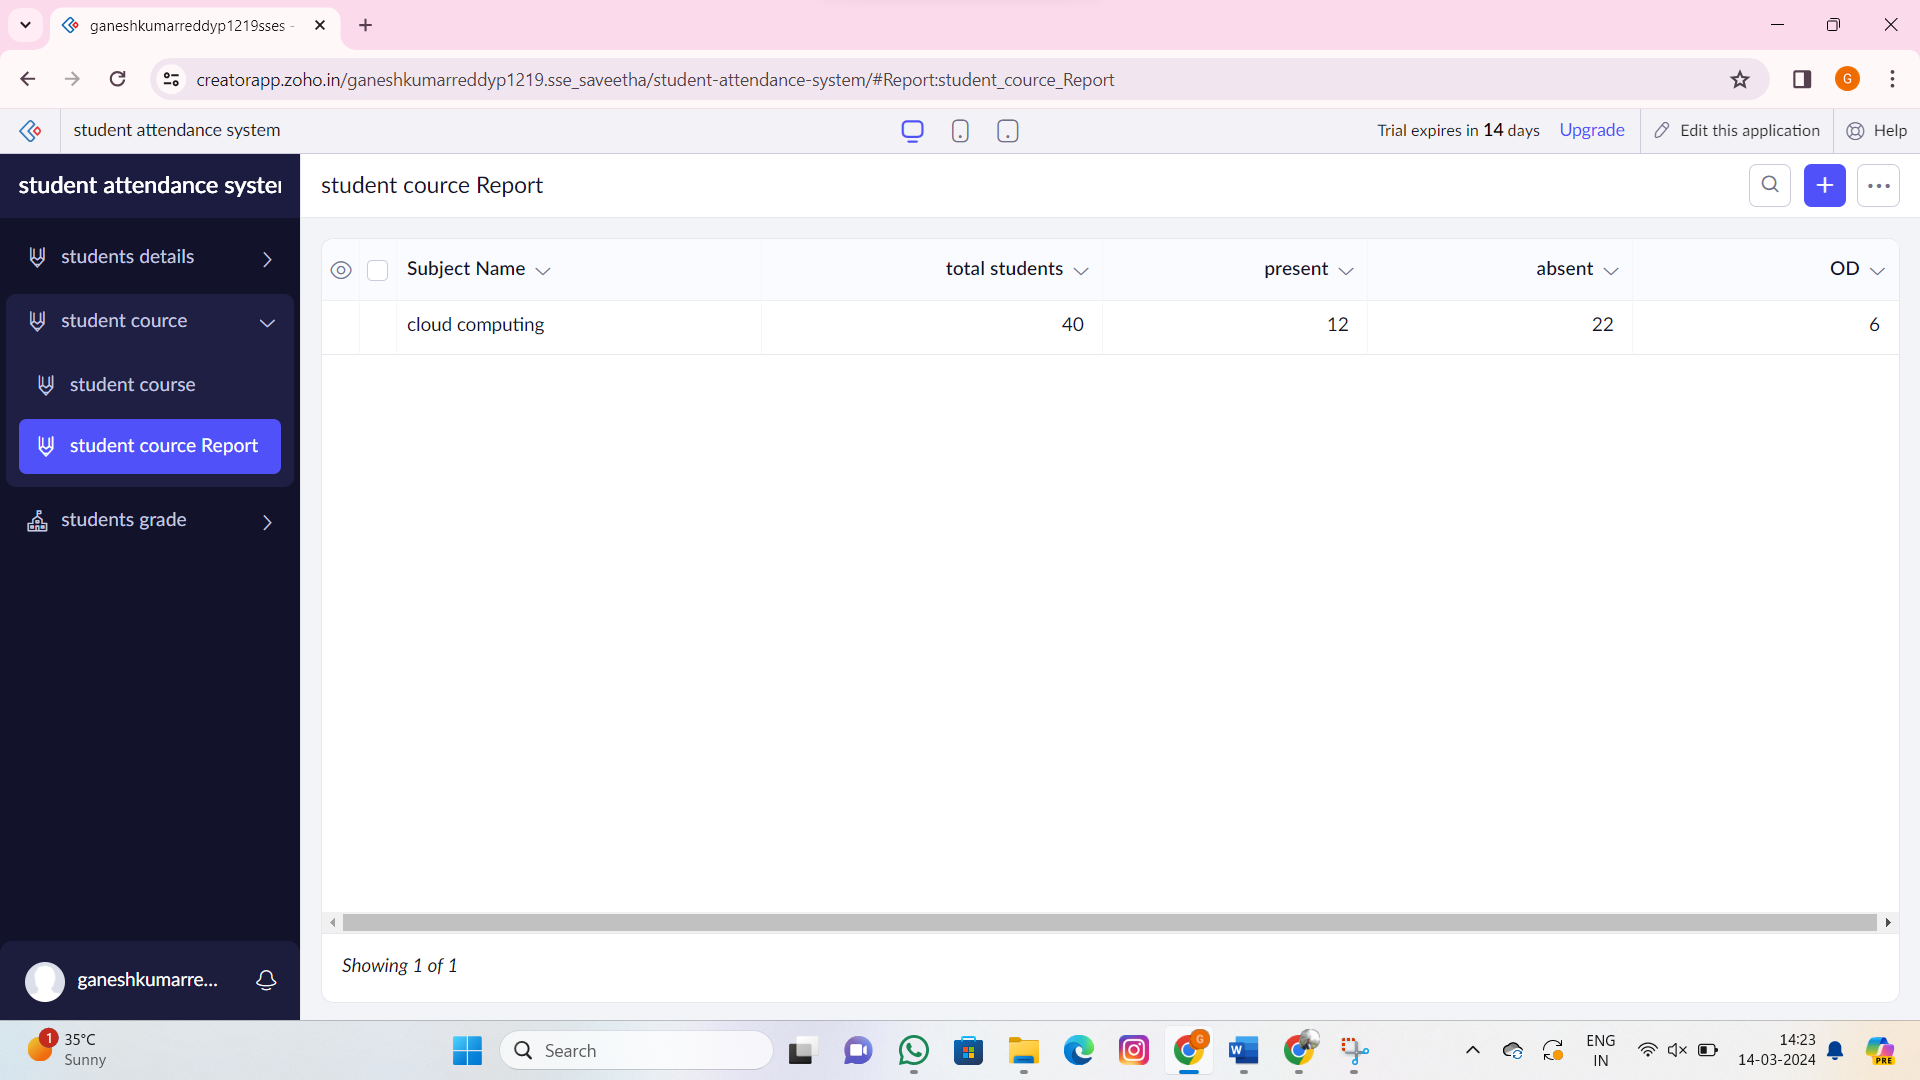 ganeshkumarreddyp1219sses -
creatorapp.zoho.in/ganeshkumarreddyp1219.sse_saveetha/student-attendance-system/#Report:student_cource_Report
G
student attendance system
Trial expires in 14 days
Upgrade
Edit this application
Help
student attendance syster
student cource Report
students details
student cource
student course
student cource Report
students grade
Subject Name
total students
present
absent
OD
cloud computing
40
12
22
6
Showing 1 of 1
ganeshkumarre...
1
35°C
Sunny
Search
G
W
ENG
IN
14:23
14-03-2024
PRE